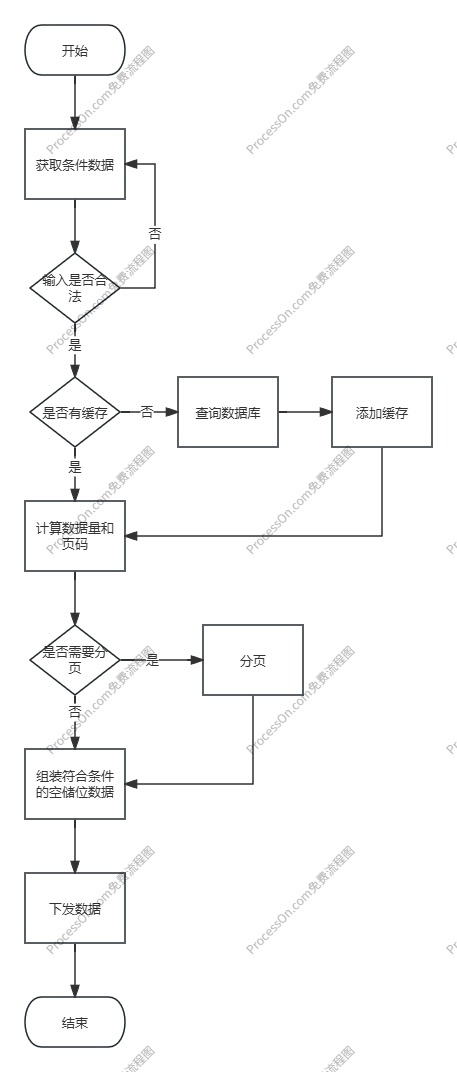 开始
获取条件数据
否
输入是否合
法
是
是否有缓存
否
查询数据库
添加缓存
是
计算数据量和
页码
是否需要分
页
是
分页
否
组装符合条件
的空储位数据
下发数据
结束
ProcessOn.com免费流程图